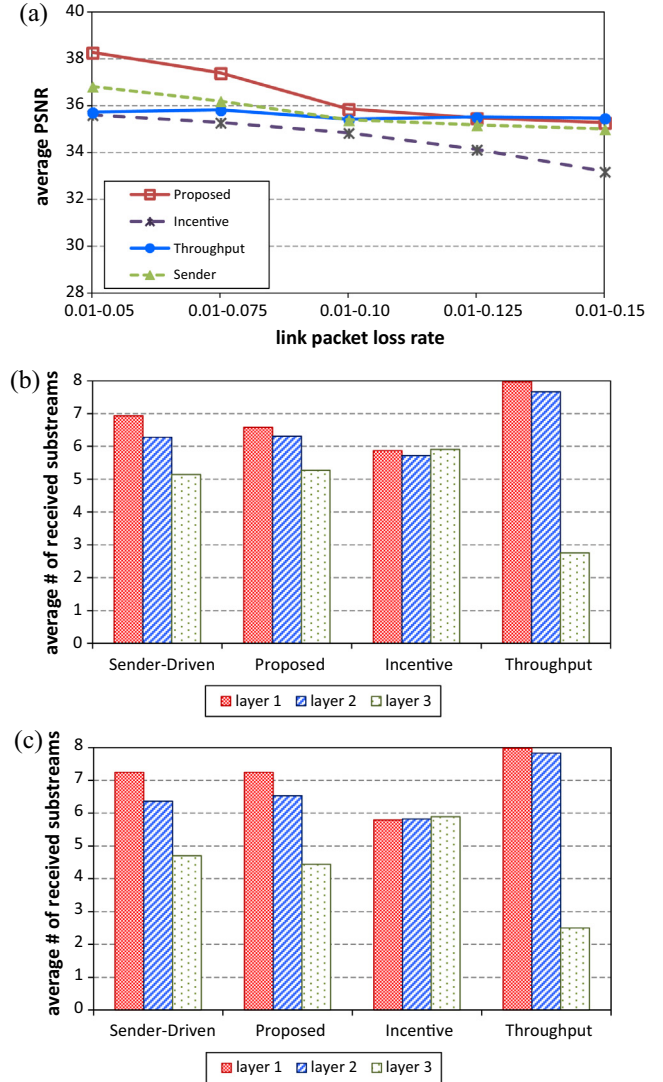 (a)
average PSNR
40
38
36
34
32
30
28
Proposed
Incentive
Throughput
Sender
0.01-0.05
0.01-0.075
0.01-0.10
0.01-0.125
0.01-0.15
link packet loss rate
(b)
average # of received substreams
8
7
6
5
4
3
2
1
0
Sender-Driven
Proposed
Incentive
Throughput
layer 1
layer 2
layer 3
(c)
average # of received substreams
8
7
6
5
4
3
2
1
0
Sender-Driven
Proposed
Incentive
Throughput
layer 1
layer 2
layer 3